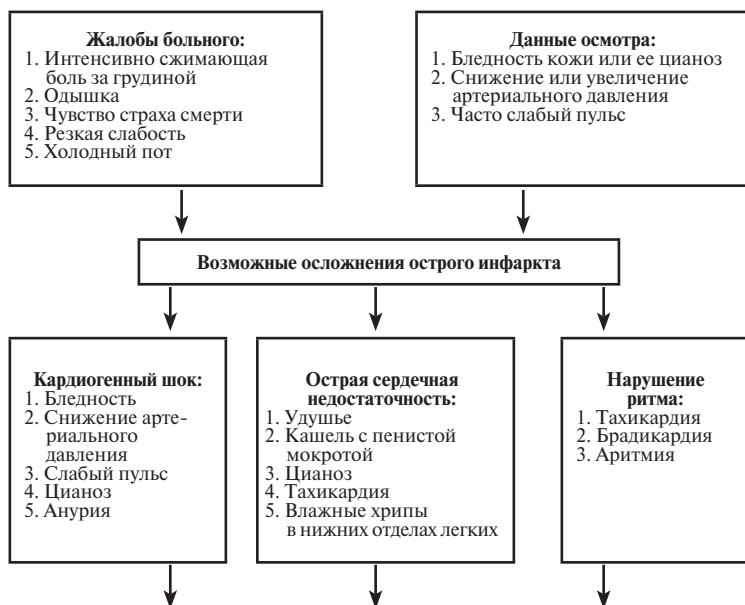 Жалобы больного:
1. Интенсивно сжимающая
боль за грудиной
2. Одышка
3. Чувство страха смерти
4. Резкая слабость
5. Холодный пот
Данные осмотра:
1. Бледность кожи или ее цианоз
2. Снижение или увеличение
артериального давления
3. Часто слабый пульс
Возможные осложнения острого инфаркта
Кардиогенный шок:
1. Бледность
2. Снижение арте-
риального
давления
3. Слабый пульс
4. Цианоз
5. Анурия
Острая сердечная
недостаточность:
1. Удушье
2. Кашель с пенистой
мокротой
3. Цианоз
4. Тахикардия
5. Влажные хрипы
в нижних отделах легких
Нарушение
ритма:
1. Тахикардия
2. Брадикардия
3. Аритмия